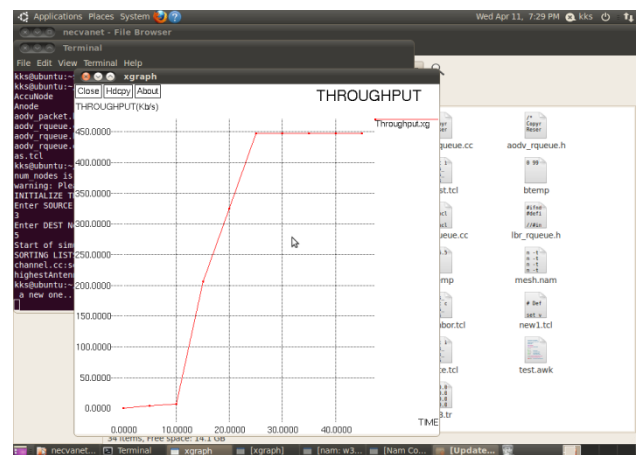 Applications Places System
Wed Apr 11, 7:29 PM kks
necvanet - File Browser
Terminal
File Edit View Terminal Help
xgraph
Close Hdcpy About
THROUGHPUT
THROUGHPUT(Kb/s)
Throughput.xg
450.0000
400.0000
350.0000
300.0000
250.0000
200.0000
150.0000
100.0000
50.0000
0.0000
0.0000 10.0000 20.0000 30.0000 40.0000
TIME
kks@ubuntu:~
kks@ubuntu:~
AccuNode
Anode
aodv_packet.
aodv_rqueue.
aodv_rqueue.
aodv_rqueue.
as.tcl
kks@ubuntu:~
num_nodes is
warning: Ple
INITIALIZE T
Enter SOURCE
3
Enter DEST N
5
Start of sim
SORTING LIST
channel.cc:s
highestAnten
kks@ubuntu:~
a new one..
queue.cc
aodv_rqueue.h
st.tcl
btemp
ueue.cc
lbr_rqueue.h
mp
mesh.nam
bor.tcl
new1.tcl
te.tcl
test.awk
3.tr
34 items, Free space: 14.1 GB
necvanet... Terminal xgraph [xgraph] [nam: w3... [Nam Co... [Update...